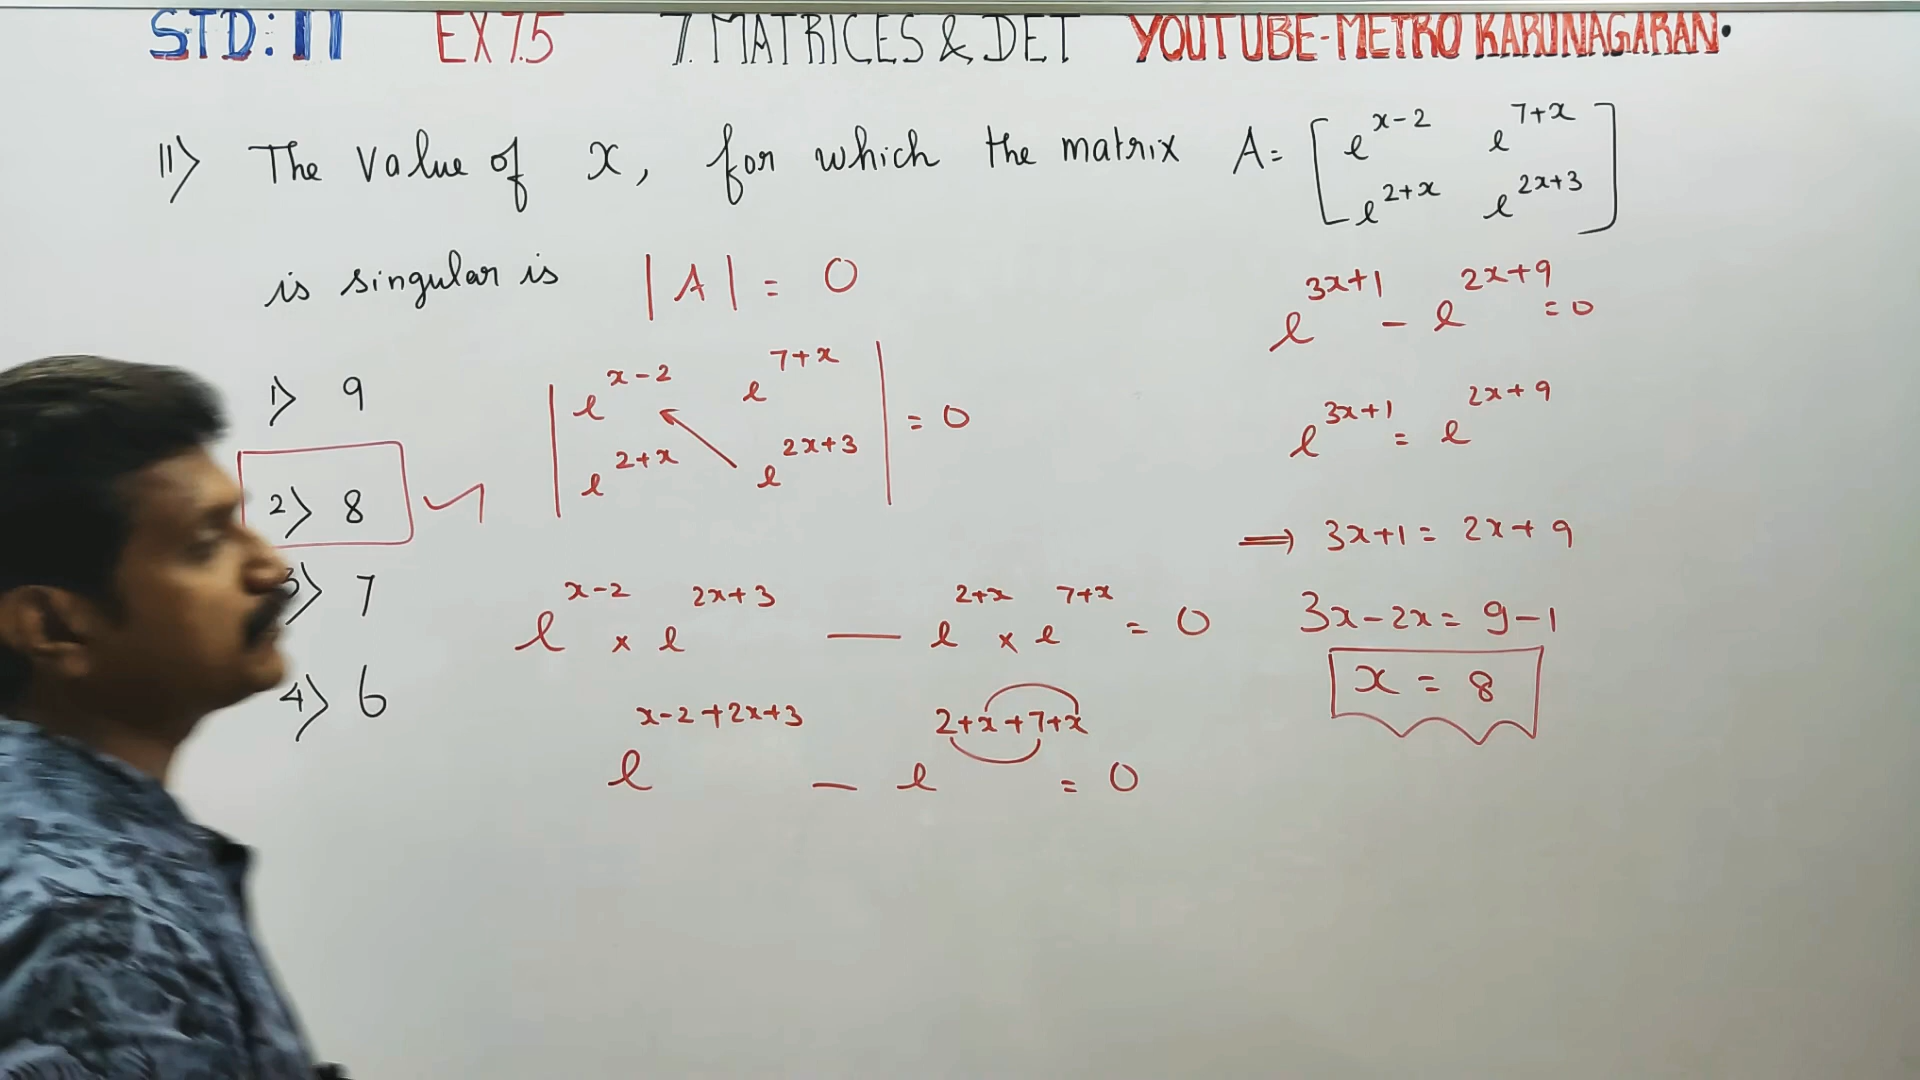 STD: 11 EX 7.5 7. MATRICES & DET YOUTUBE-METRO KARUNAGARAN.
11) The value of x, for which the matrix A = [ e^{x-2} e^{7+x}
e^{2+x} e^{2x+3} ]
is singular is |A| = 0
1) 9
2) 8
3) 7
4) 6
| e^{x-2} e^{7+x} |
| e^{2+x} e^{2x+3} | = 0
e^{x-2} × e^{2x+3} — e^{2+x} × e^{7+x} = 0
e^{x-2+2x+3} — e^{2+x+7+x} = 0
e^{3x+1} - e^{2x+9} = 0
e^{3x+1} = e^{2x+9}
⟹ 3x+1 = 2x+9
3x-2x = 9-1
x = 8